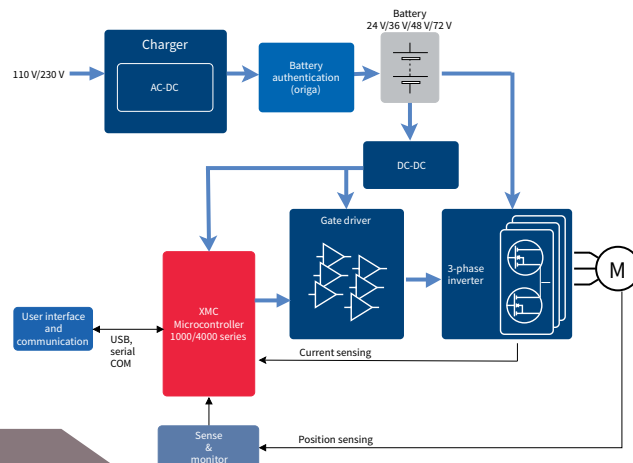 Battery
24 V/36 V/48 V/72 V
Charger
AC-DC
110 V/230 V
Battery
authentication
(origa)
DC-DC
Gate driver
3-phase
inverter
M
XMC
Microcontroller
1000/4000 series
User interface
and
communication
USB,
serial
COM
Current sensing
Position sensing
Sense
&
monitor